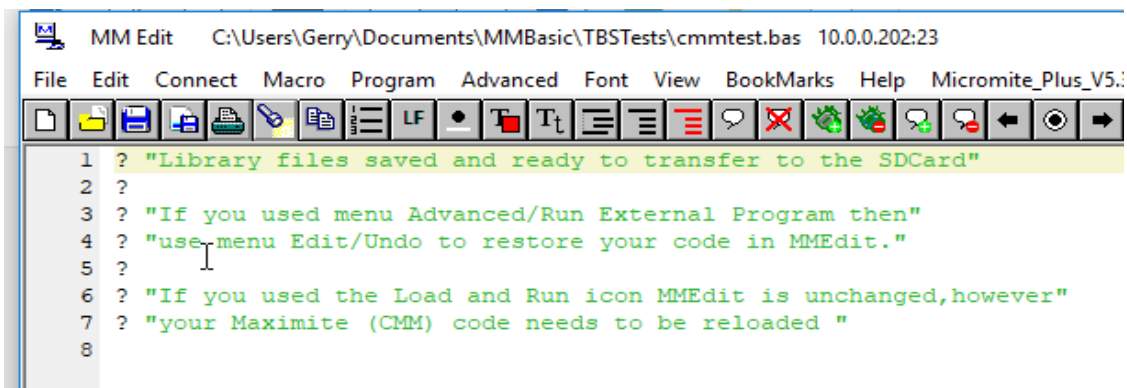 MM Edit C:\Users\Gerry\Documents\MMBasic\TBSTests\cmmtest.bas 10.0.0.202:23
File Edit Connect Macro Program Advanced Font View BookMarks Help Micromite_Plus_V5.3
LF T Tt
1 ? "Library files saved and ready to transfer to the SDCard"
2 ?
3 ? "If you used menu Advanced/Run External Program then"
4 ? "use menu Edit/Undo to restore your code in MMEdit."
5 ?
6 ? "If you used the Load and Run icon MMEdit is unchanged,however"
7 ? "your Maximite (CMM) code needs to be reloaded "
8